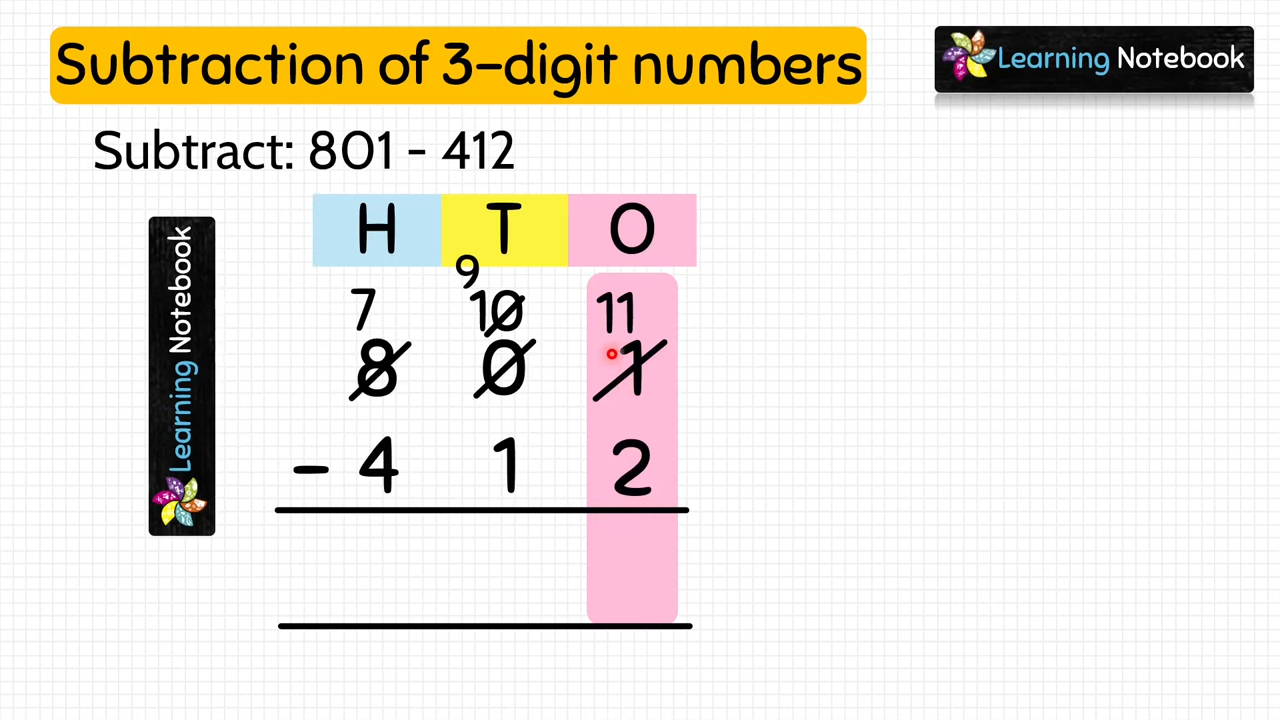 Subtraction of 3-digit numbers
Learning Notebook
Subtract: 801 - 412
Learning Notebook
H T O
9
7 10 11
8 0 1
- 4 1 2